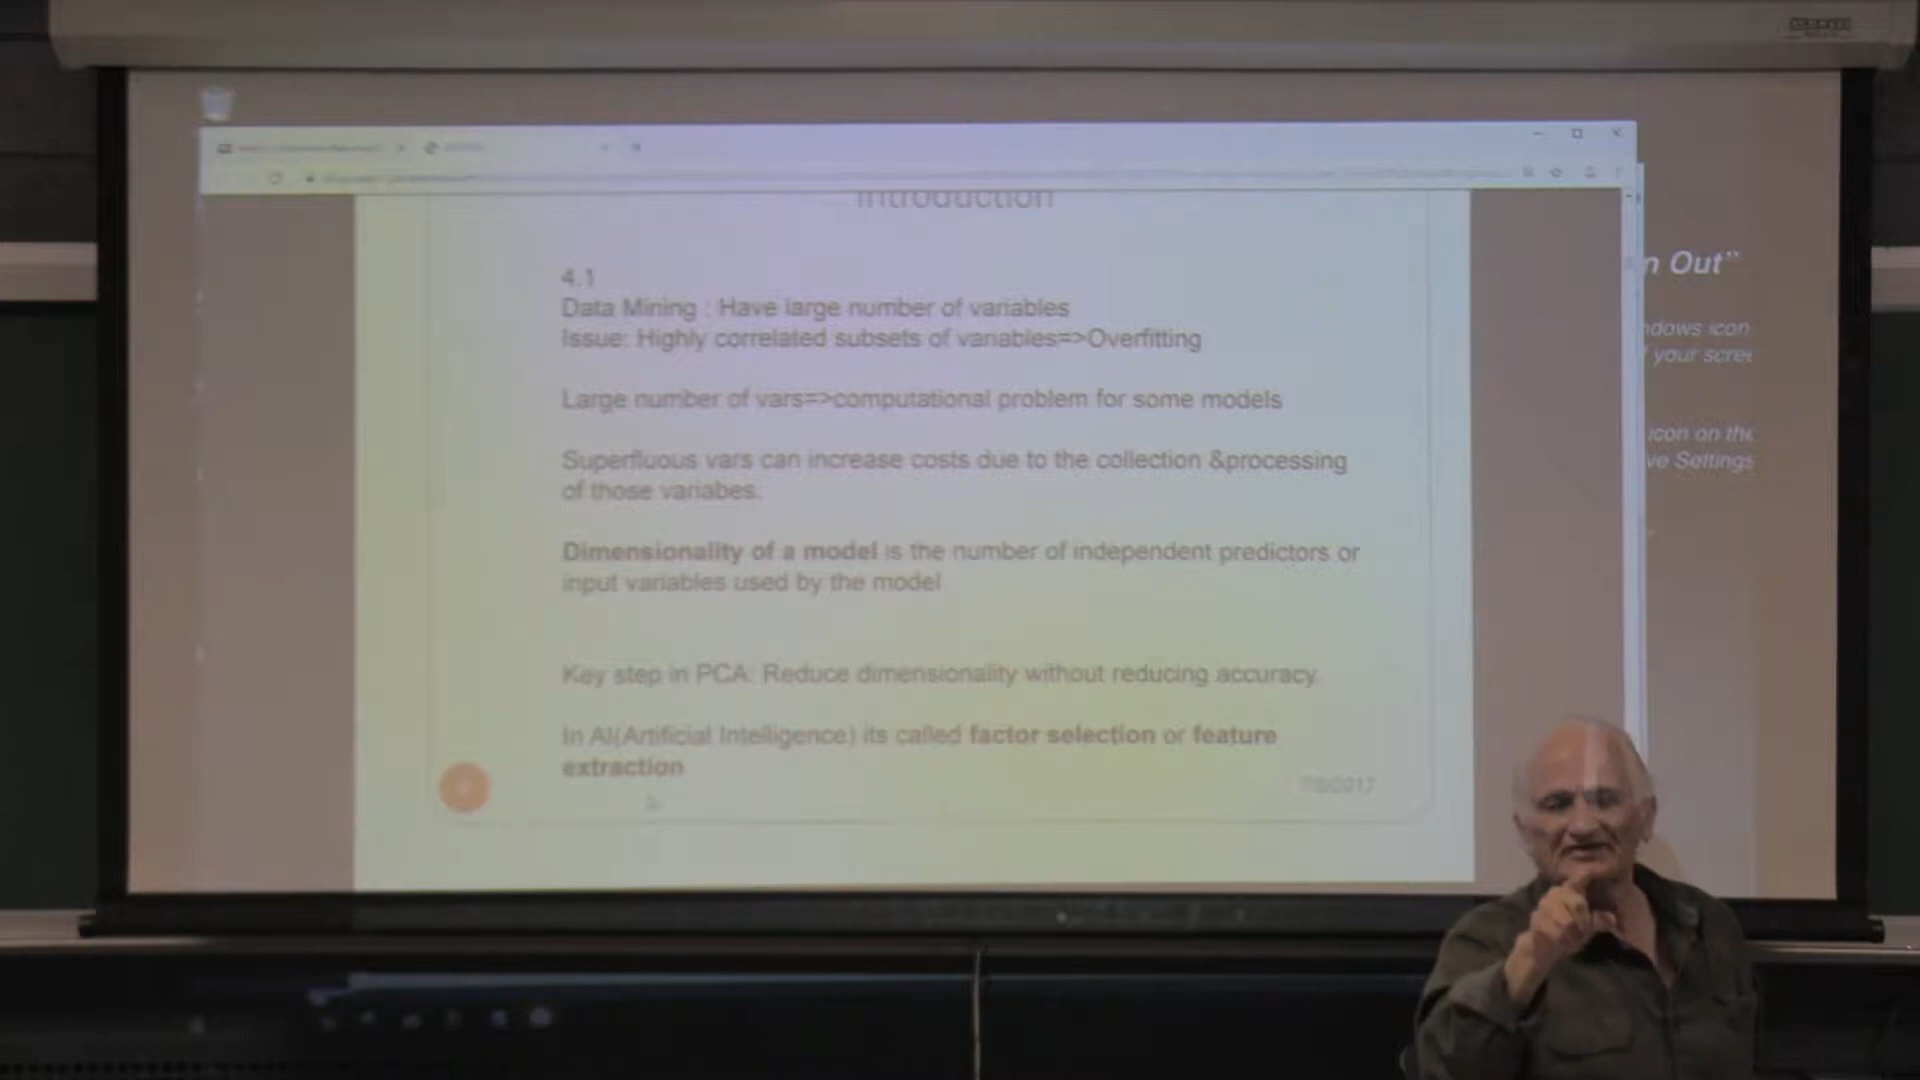 Introduction
4.1
Data Mining : Have large number of variables
Issue: Highly correlated subsets of variables=>Overfitting
Large number of vars=>computational problem for some models
Superfluous vars can increase costs due to the collection &processing
of those variabes.
Dimensionality of a model is the number of independent predictors or
input variables used by the model
Key step in PCA: Reduce dimensionality without reducing accuracy.
In AI(Artificial Intelligence) its called factor selection or feature
extraction
n Out”
ndows icon
your scree
icon on the
ve Settings